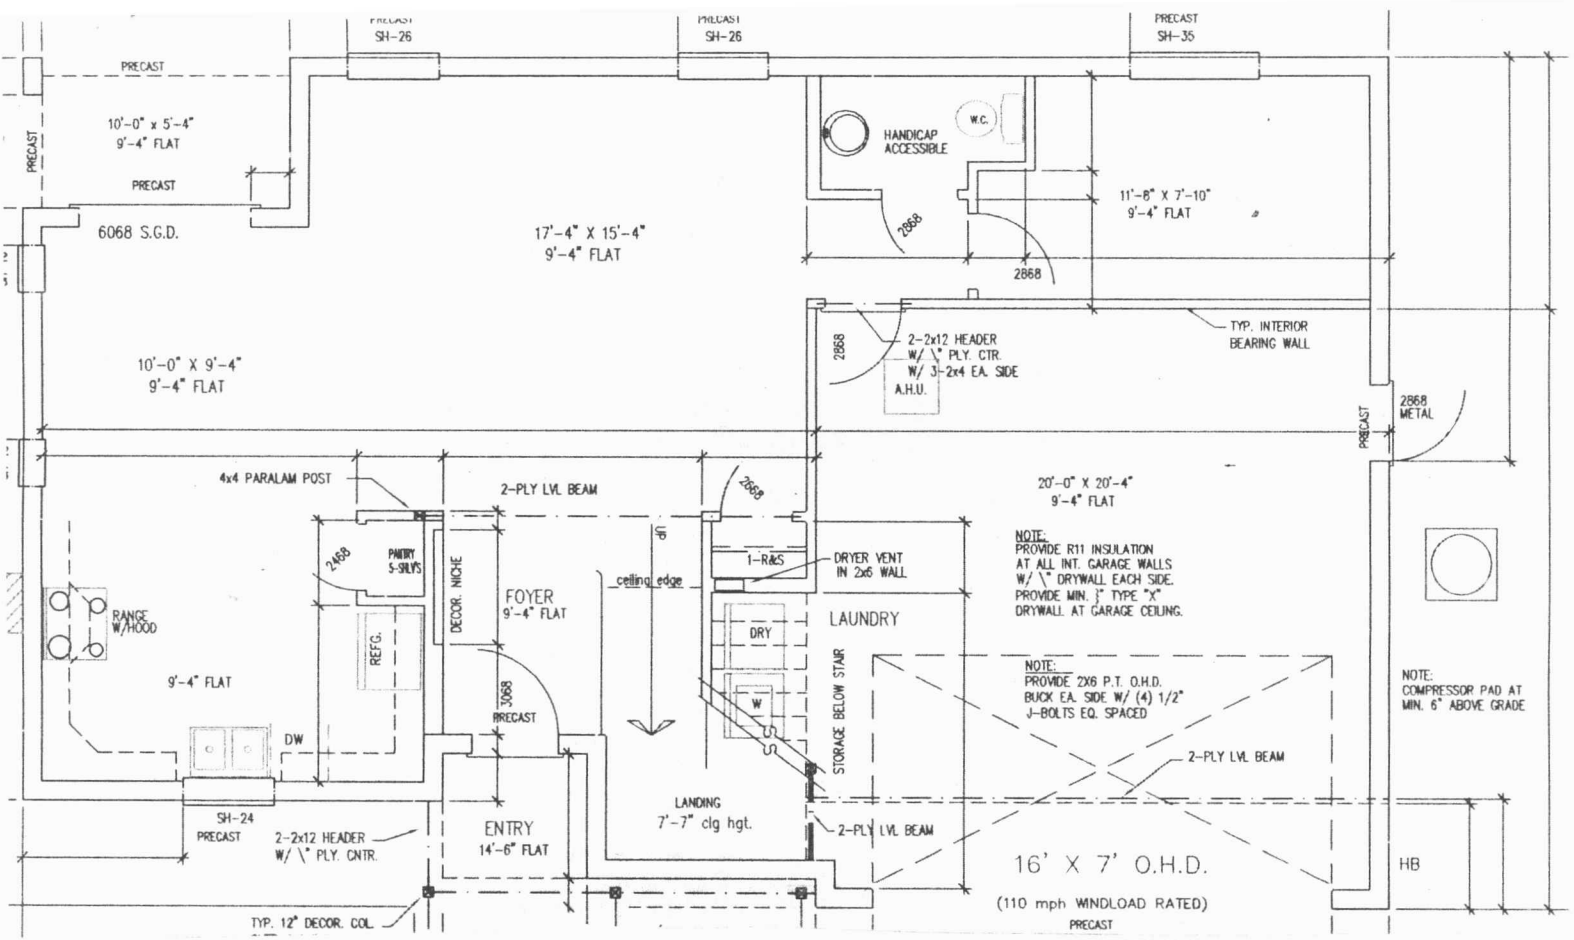 PRECAST
SH-26
PRECAST
SH-26
PRECAST
SH-35
PRECAST
10'-0" x 5'-4"
9'-4" FLAT
PRECAST
PRECAST
6068 S.G.D.
17'-4" X 15'-4"
9'-4" FLAT
HANDICAP
ACCESSIBLE
W.C.
2868
11'-8" X 7'-10"
9'-4" FLAT
2868
10'-0" X 9'-4"
9'-4" FLAT
2868
2-2x12 HEADER
W/ \" PLY. CTR.
W/ 3-2x4 EA. SIDE
A.H.U.
TYP. INTERIOR
BEARING WALL
PRECAST
2868
METAL
4x4 PARALAM POST
2-PLY LVL BEAM
2668
20'-0" X 20'-4"
9'-4" FLAT
2468
PANTRY
5-SHLV'S
DECOR. NICHE
FOYER
9'-4" FLAT
UP
ceiling edge
1-R&S
DRYER VENT
IN 2x6 WALL
NOTE:
PROVIDE R11 INSULATION
AT ALL INT. GARAGE WALLS
W/ \" DRYWALL EACH SIDE.
PROVIDE MIN. " TYPE "X"
DRYWALL AT GARAGE CEILING.
RANGE
W/HOOD
REFG.
DRY
LAUNDRY
9'-4" FLAT
3068
PRECAST
W
STORAGE BELOW STAIR
NOTE:
PROVIDE 2X6 P.T. O.H.D.
BUCK EA. SIDE W/ (4) 1/2"
J-BOLTS EQ. SPACED
NOTE:
COMPRESSOR PAD AT
MIN. 6" ABOVE GRADE
DW
S S
2-PLY LVL BEAM
SH-24
PRECAST
2-2x12 HEADER
W/ \" PLY. CNTR.
ENTRY
14'-6" FLAT
LANDING
7'-7" clg hgt.
2-PLY LVL BEAM
16' X 7' O.H.D.
(110 mph WINDLOAD RATED)
PRECAST
HB
TYP. 12" DECOR. COL.